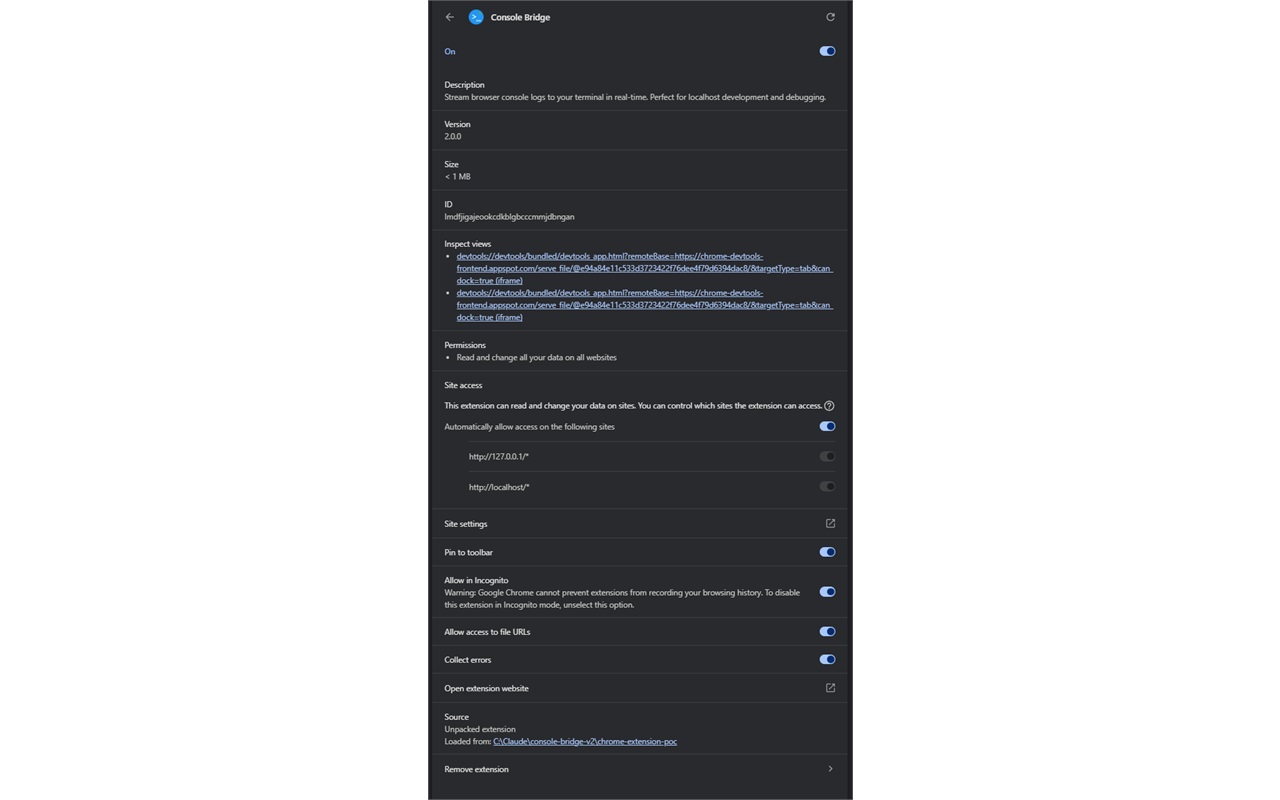 Console Bridge
On
Description
Stream browser console logs to your terminal in real-time. Perfect for localhost development and debugging.
Version
2.0.0
Size
< 1 MB
ID
lmdfjigajeookcdkblgbcccmmjdbngan
Inspect views
• devtools://devtools/bundled/devtools_app.html?remoteBase=https://chrome-devtools-
frontend.appspot.com/serve_file/@e94a84e11c533d3723422f76dee4f79d6394dac8/&targetType=tab&can_
dock=true (iframe)
• devtools://devtools/bundled/devtools_app.html?remoteBase=https://chrome-devtools-
frontend.appspot.com/serve_file/@e94a84e11c533d3723422f76dee4f79d6394dac8/&targetType=tab&can_
dock=true (iframe)
Permissions
• Read and change all your data on all websites
Site access
This extension can read and change your data on sites. You can control which sites the extension can access.
Automatically allow access on the following sites
http://127.0.0.1/*
http://localhost/*
Site settings
Pin to toolbar
Allow in Incognito
Warning: Google Chrome cannot prevent extensions from recording your browsing history. To disable
this extension in Incognito mode, unselect this option.
Allow access to file URLs
Collect errors
Open extension website
Source
Unpacked extension
Loaded from: C:\Claude\console-bridge-v2\chrome-extension-poc
Remove extension